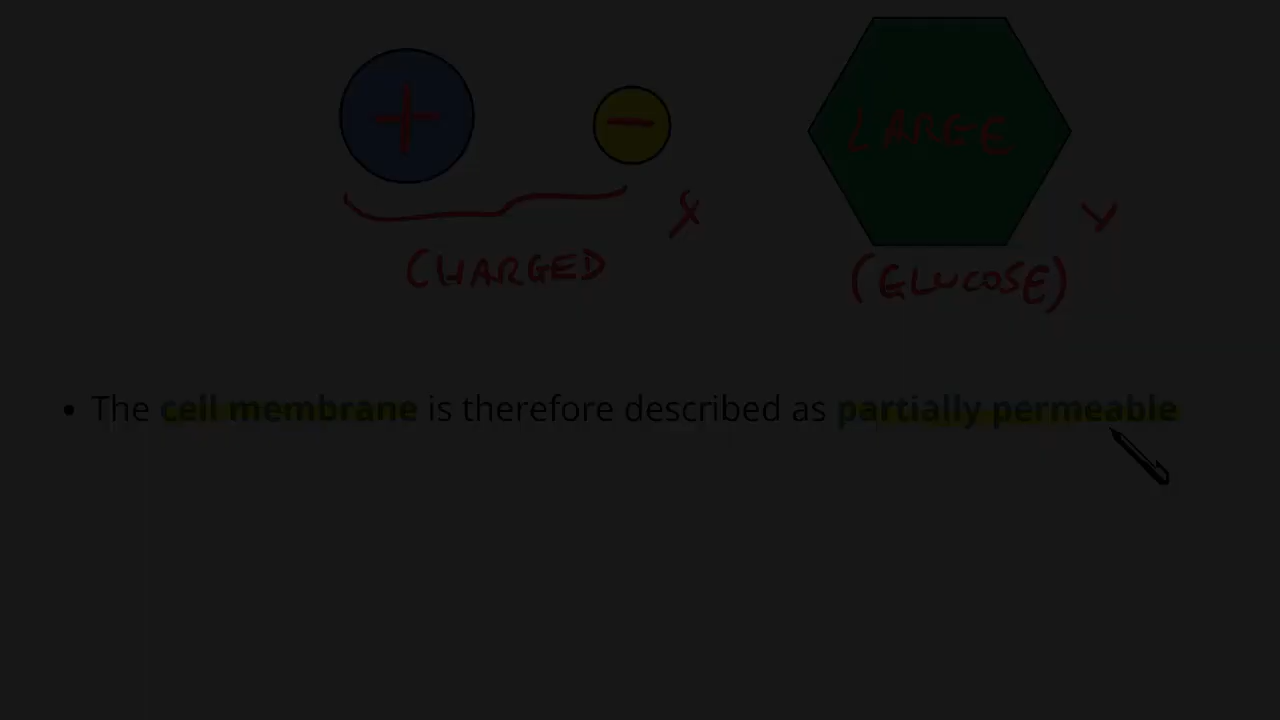 + −
LARGE
CHARGED
(GLUCOSE)
• The cell membrane is therefore described as partially permeable